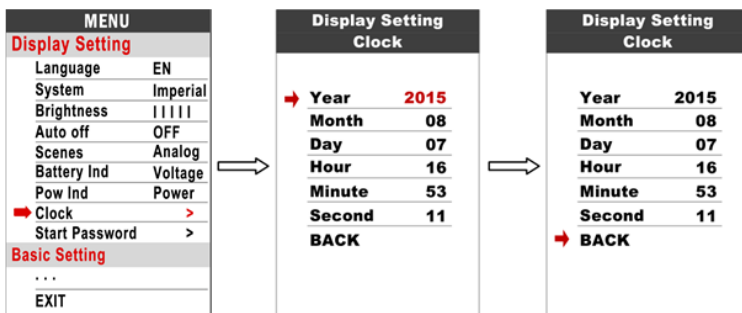 MENU
Display Setting
Language EN
System Imperial
Brightness | | | | |
Auto off OFF
Scenes Analog
Battery Ind Voltage
Pow Ind Power
Clock >
Start Password >
Basic Setting
. . .
EXIT
Display Setting
Clock
Year 2015
Month 08
Day 07
Hour 16
Minute 53
Second 11
BACK
Display Setting
Clock
Year 2015
Month 08
Day 07
Hour 16
Minute 53
Second 11
BACK